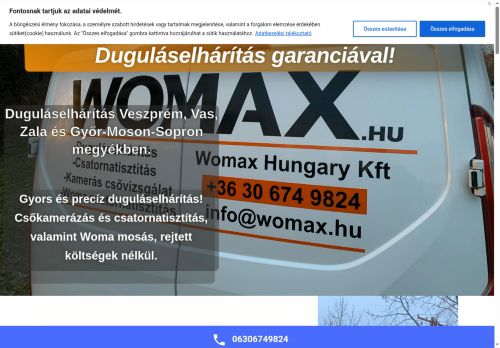 Fontosnak tartjuk az adatai védelmét.
A böngészési élmény fokozása, a személyre szabott hirdetések vagy tartalmak megjelenítése, valamint a forgalom elemzése érdekében
sütiket(cookie) használunk. Az "Összes elfogadása" gombra kattintva hozzájárulhat a sütik használatához. Adatkezelési tájékoztató
Összes elutasítása
Összes elfogadása
Duguláselhárítás garanciával!
WOMAX.HU
Duguláselhárítás Veszprém, Vas,
Zala és Győr-Moson-Sopron
megyékben.
-Csatornatisztítás
-Kamerás csővizsgálat
Womax Hungary Kft
+36 30 674 9824
info@womax.hu
Gyors és precíz duguláselhárítás!
Csőkamerázás és csatornatisztítás,
valamint Woma mosás, rejtett
költségek nélkül.
06306749824